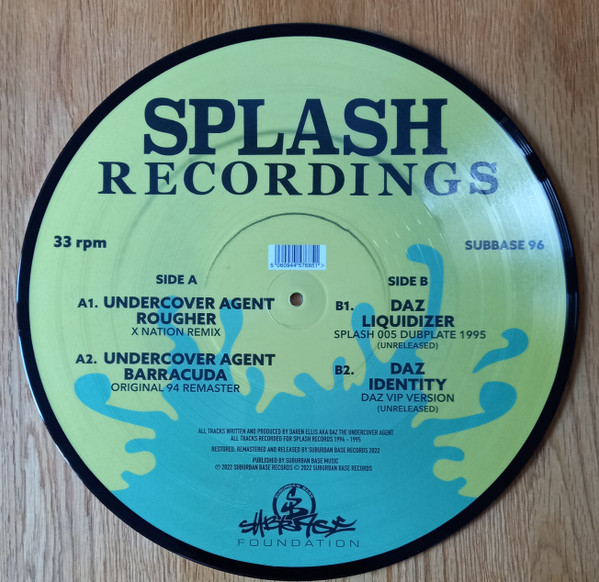 SPLASH
RECORDINGS
33 rpm
SUBBASE 96
SIDE A
A1. UNDERCOVER AGENT
ROUGHER
X NATION REMIX
A2. UNDERCOVER AGENT
BARRACUDA
ORIGINAL 94 REMASTER
SIDE B
B1. DAZ
LIQUIDIZER
SPLASH 005 DUBPLATE 1995
(UNRELEASED)
B2. DAZ
IDENTITY
DAZ VIP VERSION
(UNRELEASED)
ALL TRACKS WRITTEN AND PRODUCED BY DAREN ELLIS AKA DAZ THE UNDERCOVER AGENT
ALL TRACKS RECORDED FOR SPLASH RECORDS 1994 - 1995
RESTORED, REMASTERED AND RELEASED BY SUBURBAN BASE RECORDS 2022
PUBLISHED BY SUBURBAN BASE MUSIC
℗ 2022 SUBURBAN BASE RECORDS © 2022 SUBURBAN BASE RECORDS
SUBBASE
FOUNDATION